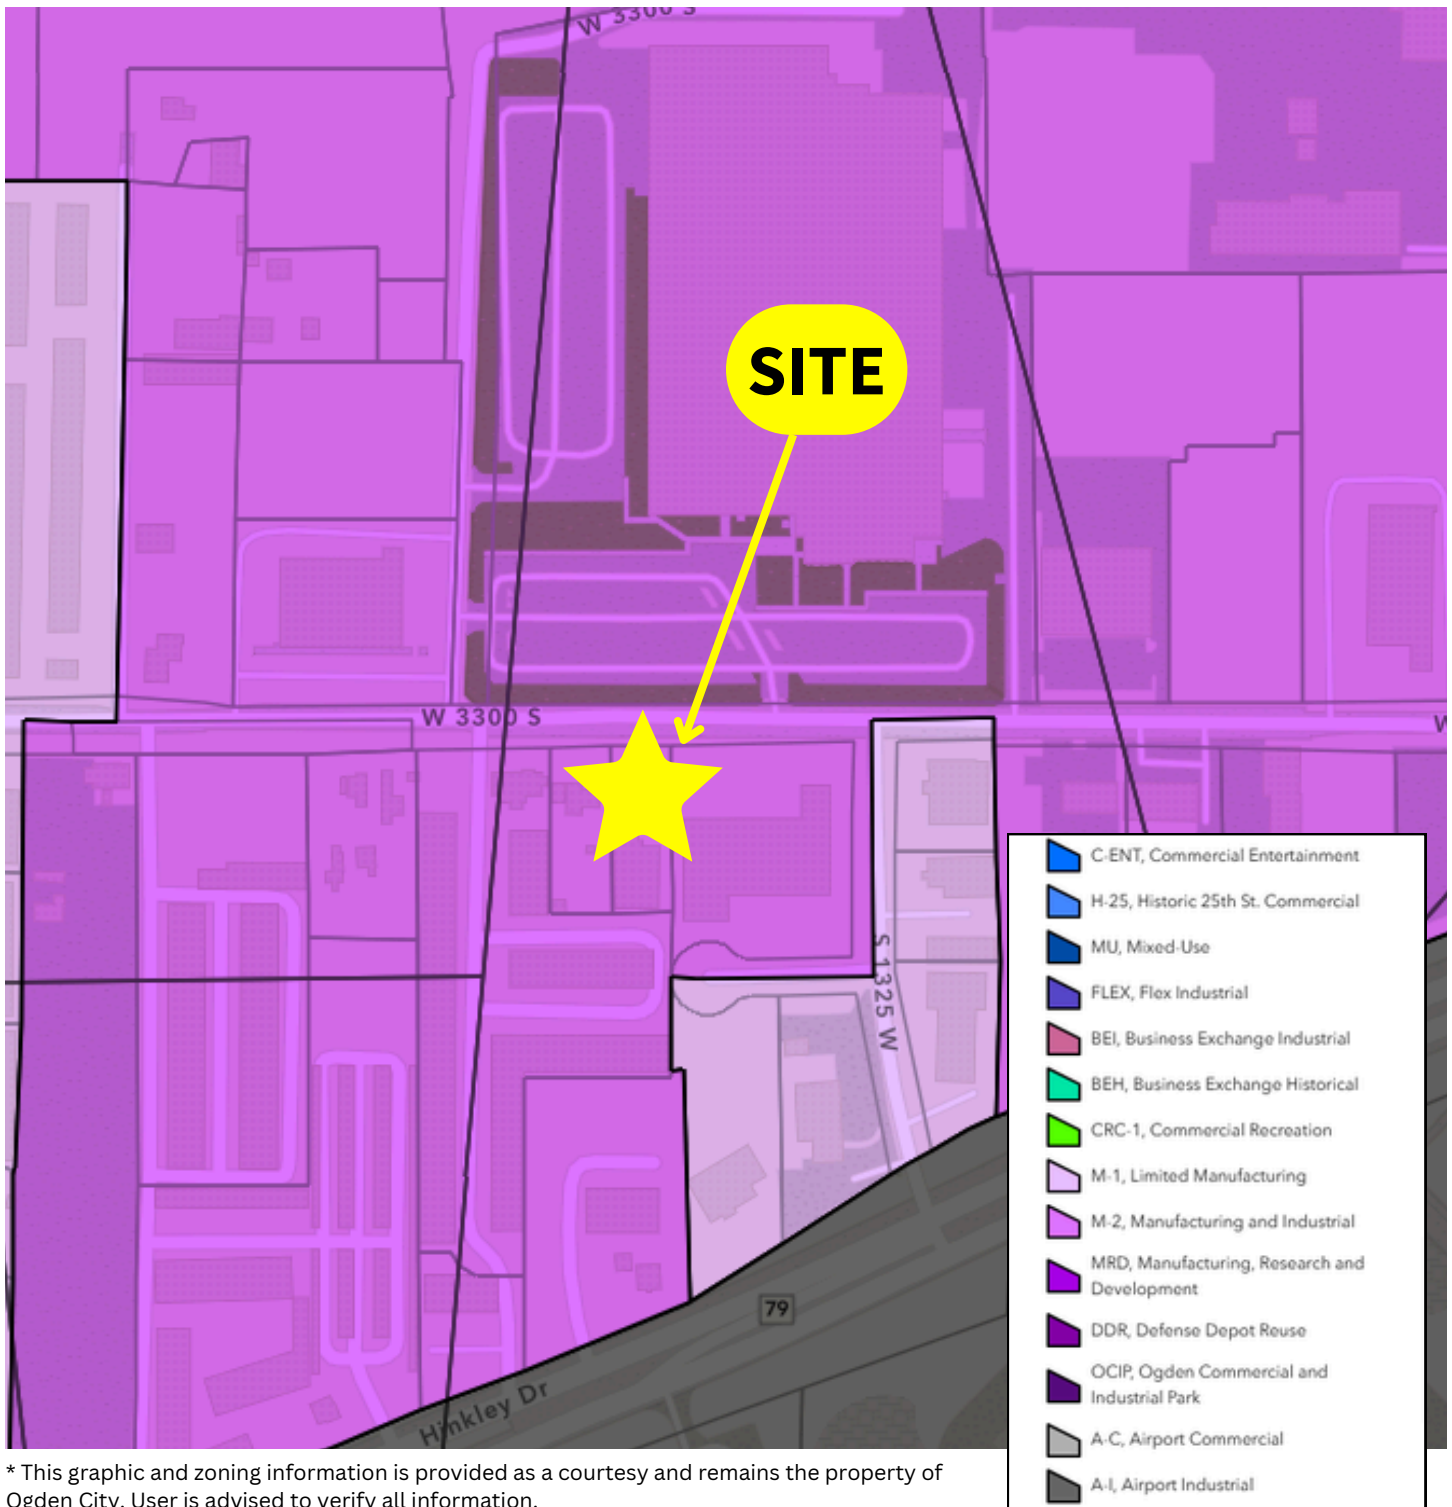 W 3300 S
SITE
W 3300 S
W
S 1325 W
79
Hinkley Dr
C-ENT, Commercial Entertainment
H-25, Historic 25th St. Commercial
MU, Mixed-Use
FLEX, Flex Industrial
BEI, Business Exchange Industrial
BEH, Business Exchange Historical
CRC-1, Commercial Recreation
M-1, Limited Manufacturing
M-2, Manufacturing and Industrial
MRD, Manufacturing, Research and
Development
DDR, Defense Depot Reuse
OCIP, Ogden Commercial and
Industrial Park
A-C, Airport Commercial
A-I, Airport Industrial
* This graphic and zoning information is provided as a courtesy and remains the property of
Ogden City. User is advised to verify all information.